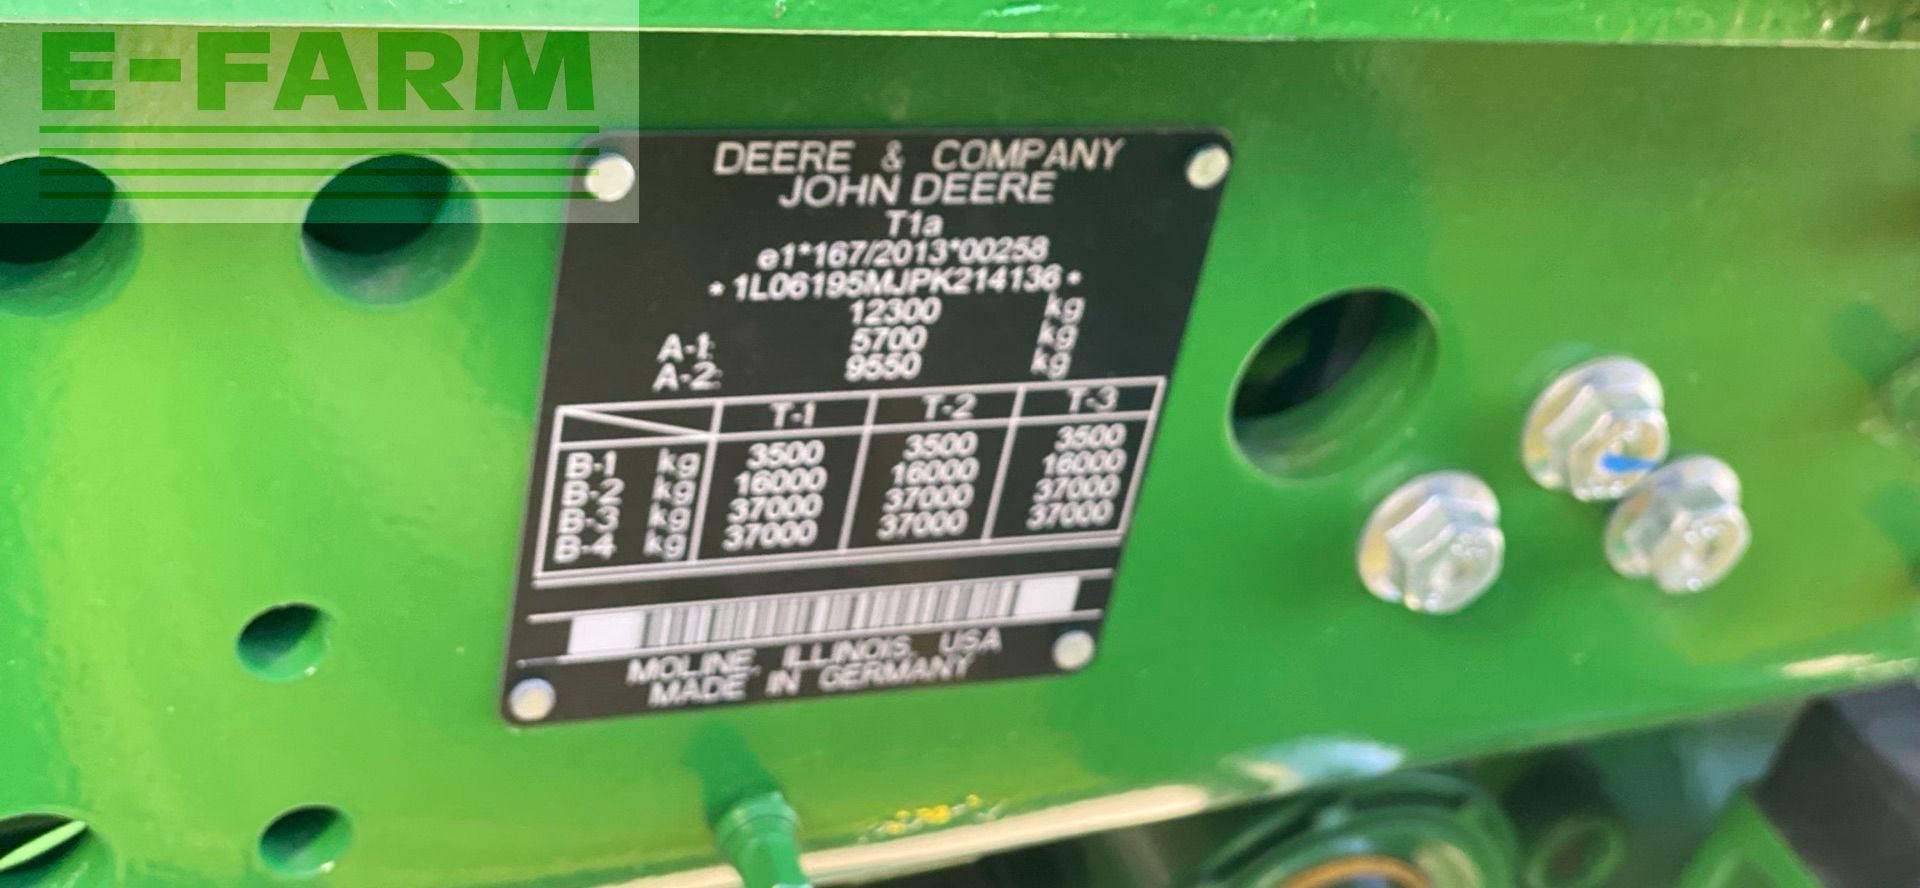 E-FARM
DEERE & COMPANY
JOHN DEERE
T1a
e1*167/2013*00258
*1L06195MJPK214136*
12300 kg
A-1: 5700 kg
A-2: 9550 kg
T-1 T-2 T-3
B-1 kg 3500 3500 3500
B-2 kg 16000 16000 16000
B-3 kg 37000 37000 37000
B-4 kg 37000 37000 37000
MOLINE, ILLINOIS, USA
MADE IN GERMANY